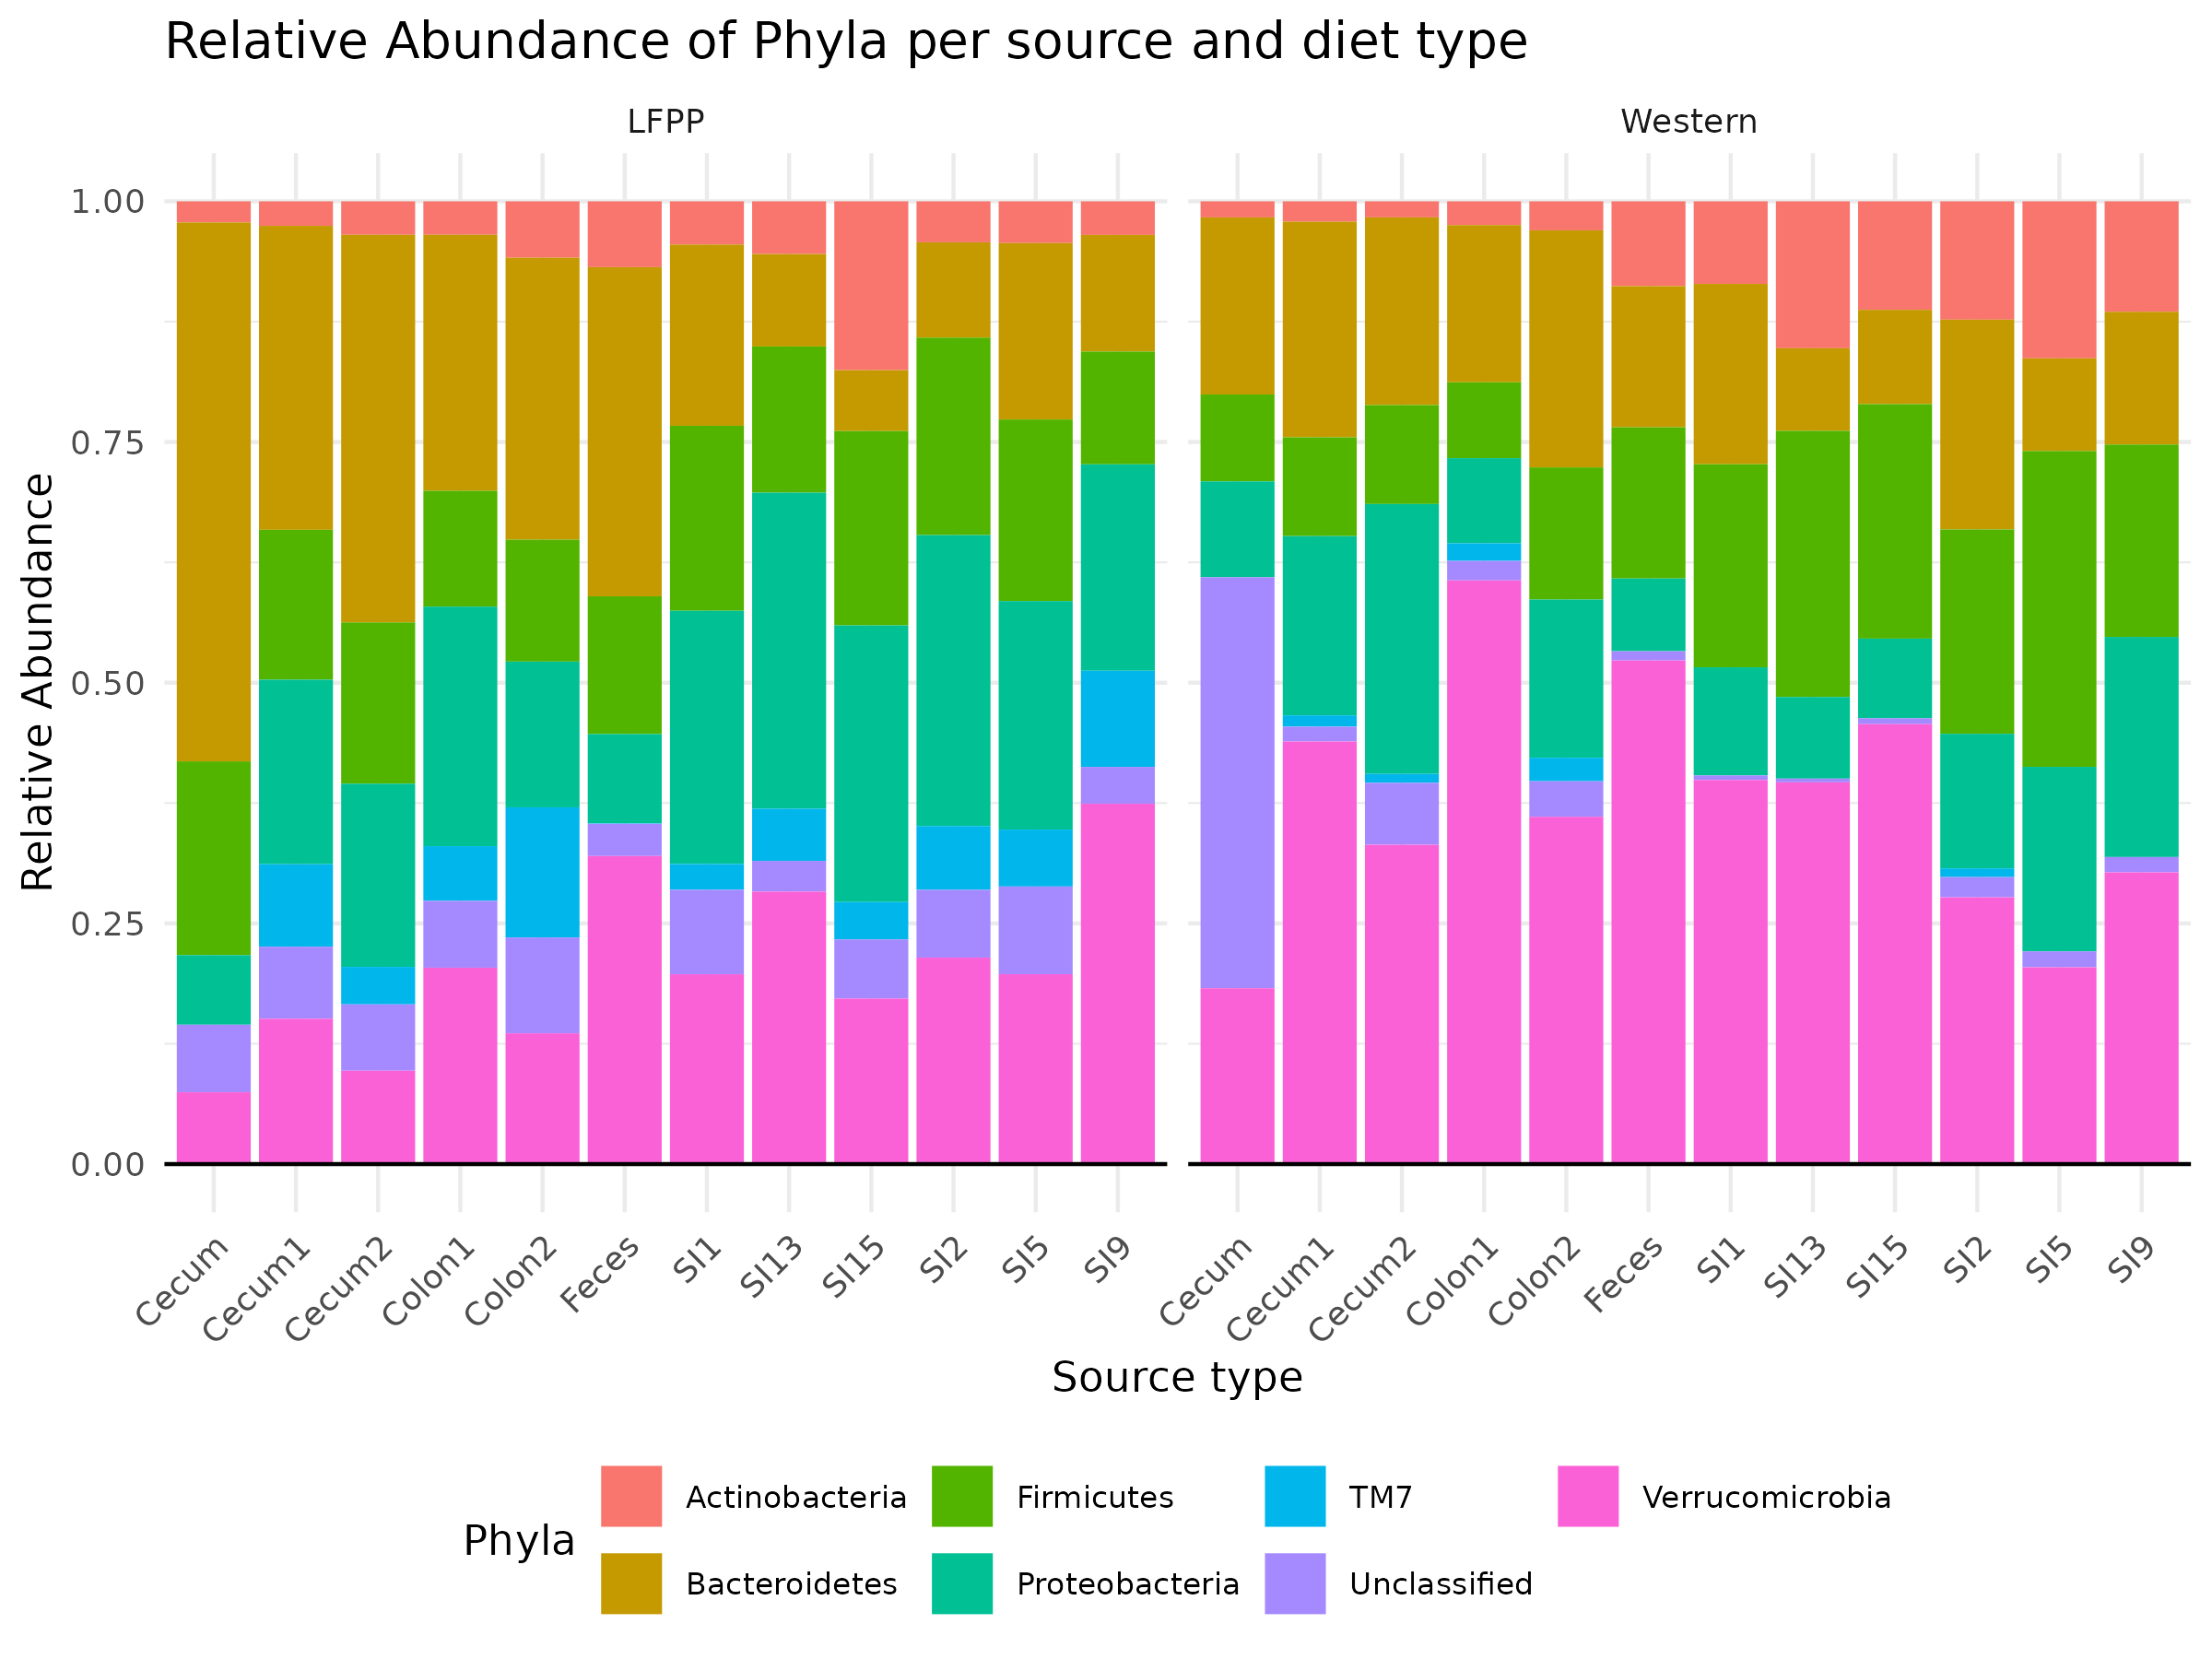 Relative Abundance of Phyla per source and diet type
LFPP Western
1.00
0.75
0.50
0.25
0.00
Relative Abundance
Cecum Cecum1 Cecum2 Colon1 Colon2 Feces SI1 SI13 SI15 SI2 SI5 SI9 Cecum Cecum1 Cecum2 Colon1 Colon2 Feces SI1 SI13 SI15 SI2 SI5 SI9
Source type
Phyla
Actinobacteria Firmicutes TM7 Verrucomicrobia
Bacteroidetes Proteobacteria Unclassified